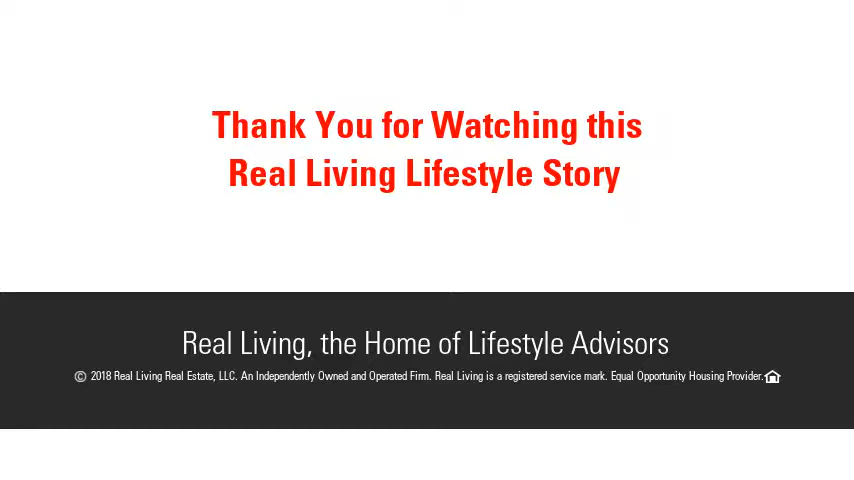 Thank You for Watching this
Real Living Lifestyle Story
Real Living, the Home of Lifestyle Advisors
© 2018 Real Living Real Estate, LLC. An Independently Owned and Operated Firm. Real Living is a registered service mark. Equal Opportunity Housing Provider.